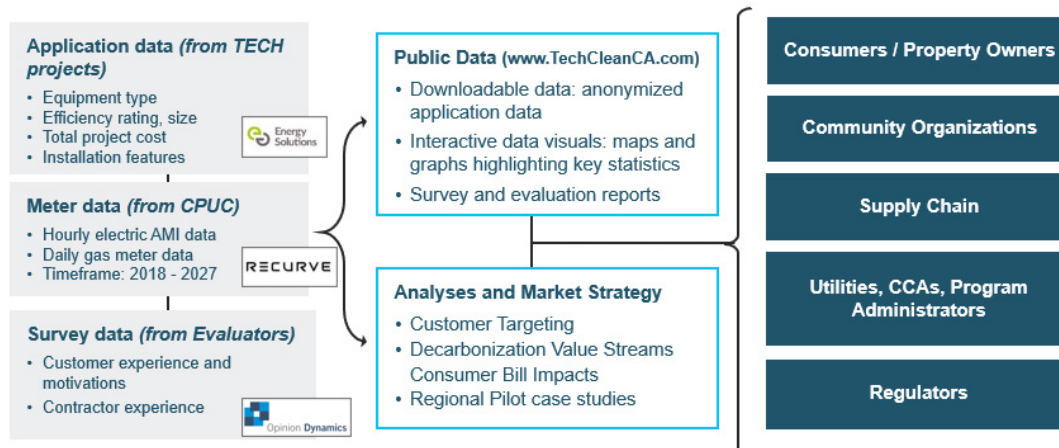 Application data (from TECH
projects)
• Equipment type
• Efficiency rating, size
• Total project cost
• Installation features
Energy
Solutions
Meter data (from CPUC)
• Hourly electric AMI data
• Daily gas meter data
• Timeframe: 2018 - 2027
RECURVE
Survey data (from Evaluators)
• Customer experience and
motivations
• Contractor experience
Opinion Dynamics
Public Data (www.TechCleanCA.com)
• Downloadable data: anonymized
application data
• Interactive data visuals: maps and
graphs highlighting key statistics
• Survey and evaluation reports
Analyses and Market Strategy
• Customer Targeting
• Decarbonization Value Streams
Consumer Bill Impacts
• Regional Pilot case studies
Consumers / Property Owners
Community Organizations
Supply Chain
Utilities, CCAs, Program
Administrators
Regulators